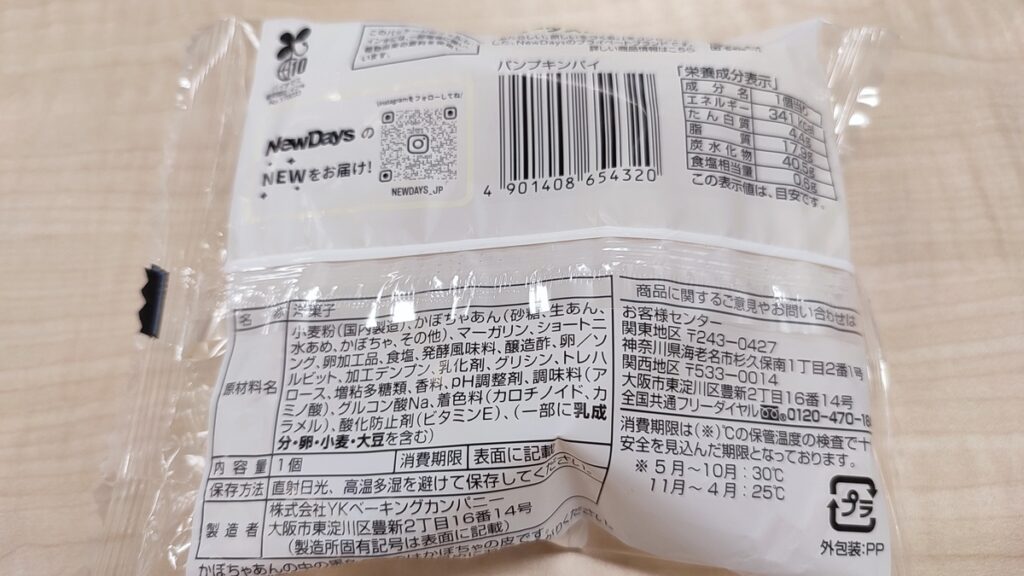 NewDaysの
NEWをお届け!
Instagramをフォローしてね!
NEWDAYS_JP
パンプキンパイ
4 901408 654320
「栄養成分表示」
成分名 1個当り
エネルギー 341
たん白質 4.4g
脂質 17.8g
炭水化物 40.9g
食塩相当量 0.6g
この表示値は、目安です。
名称 洋菓子
原材料名
小麦粉(国内製造)、かぼちゃあん(砂糖、生あん、
水あめ、かぼちゃ、その他)、マーガリン、ショートニ
ング、卵加工品、食塩、発酵風味料、醸造酢、卵/ソ
ルビット、加工デンプン、乳化剤、グリシン、トレハ
ロース、増粘多糖類、香料、pH調整剤、調味料(ア
ミノ酸)、グルコン酸Na、着色料(カロチノイド、カ
ラメル)、酸化防止剤(ビタミンE)、(一部に乳成
分・卵・小麦・大豆を含む)
内容量 1個 消費期限 表面に記載
保存方法 直射日光、高温多湿を避けて保存してください。
製造者
株式会社YKベーキングカンパニー
大阪市東淀川区豊新2丁目16番14号
(製造所固有記号は表面に記載)
商品に関するご意見やお問い合わせは
お客様センター
関東地区 〒243-0427
神奈川県海老名市杉久保南1丁目2番1号
関西地区 〒533-0014
大阪市東淀川区豊新2丁目16番14号
全国共通フリーダイヤル 0120-470-18
消費期限は(※)℃の保管温度の検査で十
安全を見込んだ期限となっております。
※ 5月～10月:30℃
11月～4月:25℃
プラ
外包装:PP